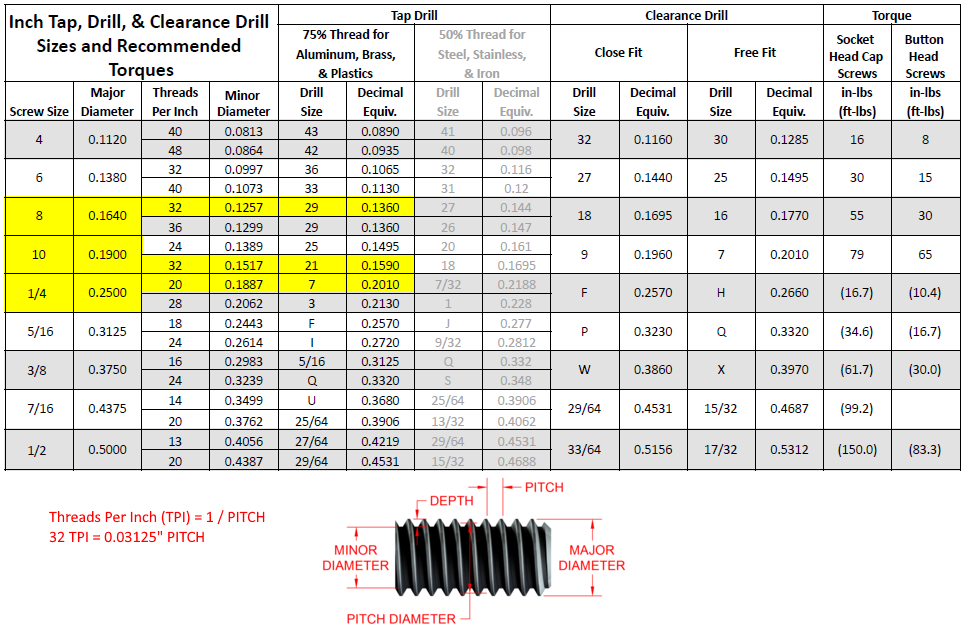 Inch Tap, Drill, & Clearance Drill
Sizes and Recommended
Torques
Tap Drill
Clearance Drill
Torque
75% Thread for
Aluminum, Brass,
& Plastics
50% Thread for
Steel, Stainless,
& Iron
Close Fit
Free Fit
Socket
Head Cap
Screws
Button
Head
Screws
Screw Size
Major
Diameter
Threads
Per Inch
Minor
Diameter
Drill
Size
Decimal
Equiv.
Drill
Size
Decimal
Equiv.
Drill
Size
Decimal
Equiv.
Drill
Size
Decimal
Equiv.
in-lbs
(ft-lbs)
in-lbs
(ft-lbs)
4 0.1120 40 0.0813 43 0.0890 41 0.096 32 0.1160 30 0.1285 16 8
48 0.0864 42 0.0935 40 0.098
6 0.1380 32 0.0997 36 0.1065 32 0.116 27 0.1440 25 0.1495 30 15
40 0.1073 33 0.1130 31 0.12
8 0.1640 32 0.1257 29 0.1360 27 0.144 18 0.1695 16 0.1770 55 30
36 0.1299 29 0.1360 26 0.147
10 0.1900 24 0.1389 25 0.1495 20 0.161 9 0.1960 7 0.2010 79 65
32 0.1517 21 0.1590 18 0.1695
1/4 0.2500 20 0.1887 7 0.2010 7/32 0.2188 F 0.2570 H 0.2660 (16.7) (10.4)
28 0.2062 3 0.2130 1 0.228
5/16 0.3125 18 0.2443 F 0.2570 J 0.277 P 0.3230 Q 0.3320 (34.6) (16.7)
24 0.2614 I 0.2720 9/32 0.2812
3/8 0.3750 16 0.2983 5/16 0.3125 Q 0.332 W 0.3860 X 0.3970 (61.7) (30.0)
24 0.3239 Q 0.3320 S 0.348
7/16 0.4375 14 0.3499 U 0.3680 25/64 0.3906 29/64 0.4531 15/32 0.4687 (99.2)
20 0.3762 25/64 0.3906 13/32 0.4062
1/2 0.5000 13 0.4056 27/64 0.4219 29/64 0.4531 33/64 0.5156 17/32 0.5312 (150.0) (83.3)
20 0.4387 29/64 0.4531 15/32 0.4688
Threads Per Inch (TPI) = 1 / PITCH
32 TPI = 0.03125" PITCH
PITCH
DEPTH
MINOR
DIAMETER
MAJOR
DIAMETER
PITCH DIAMETER